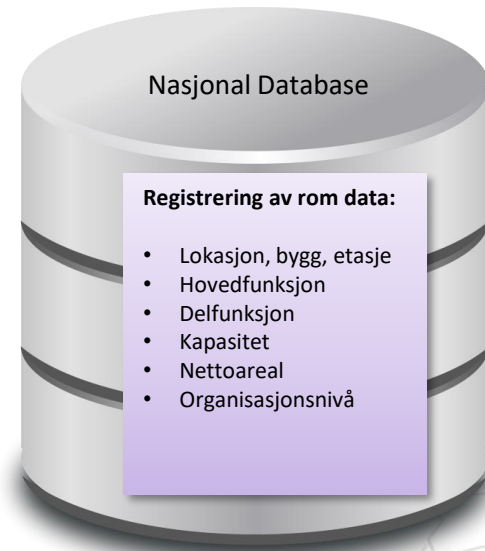 Nasjonal Database
Registrering av rom data:
• Lokasjon, bygg, etasje
• Hovedfunksjon
• Delfunksjon
• Kapasitet
• Nettoareal
• Organisasjonsnivå